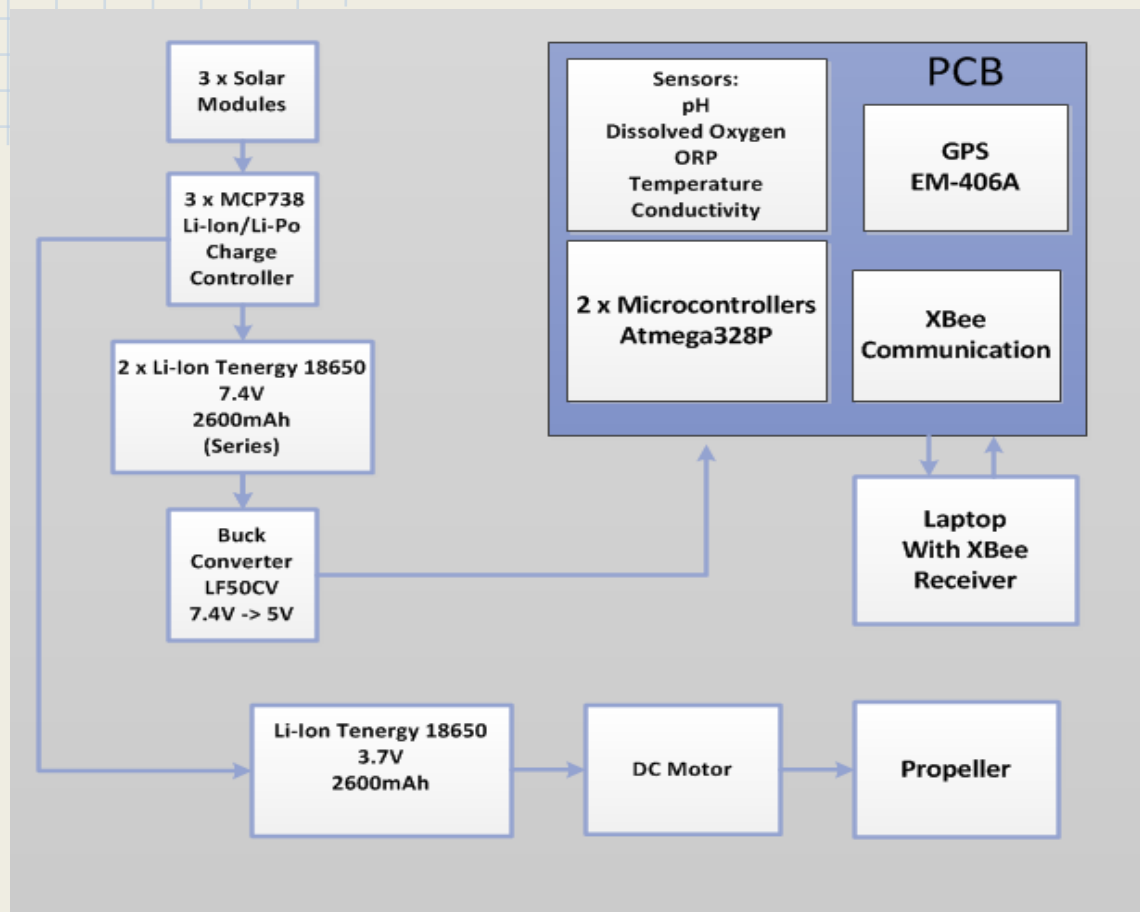 3 x Solar
Modules
3 x MCP738
Li-Ion/Li-Po
Charge
Controller
2 x Li-Ion Tenergy 18650
7.4V
2600mAh
(Series)
Buck
Converter
LF50CV
7.4V -> 5V
PCB
Sensors:
pH
Dissolved Oxygen
ORP
Temperature
Conductivity
GPS
EM-406A
2 x Microcontrollers
Atmega328P
XBee
Communication
Laptop
With XBee
Receiver
Li-Ion Tenergy 18650
3.7V
2600mAh
DC Motor
Propeller